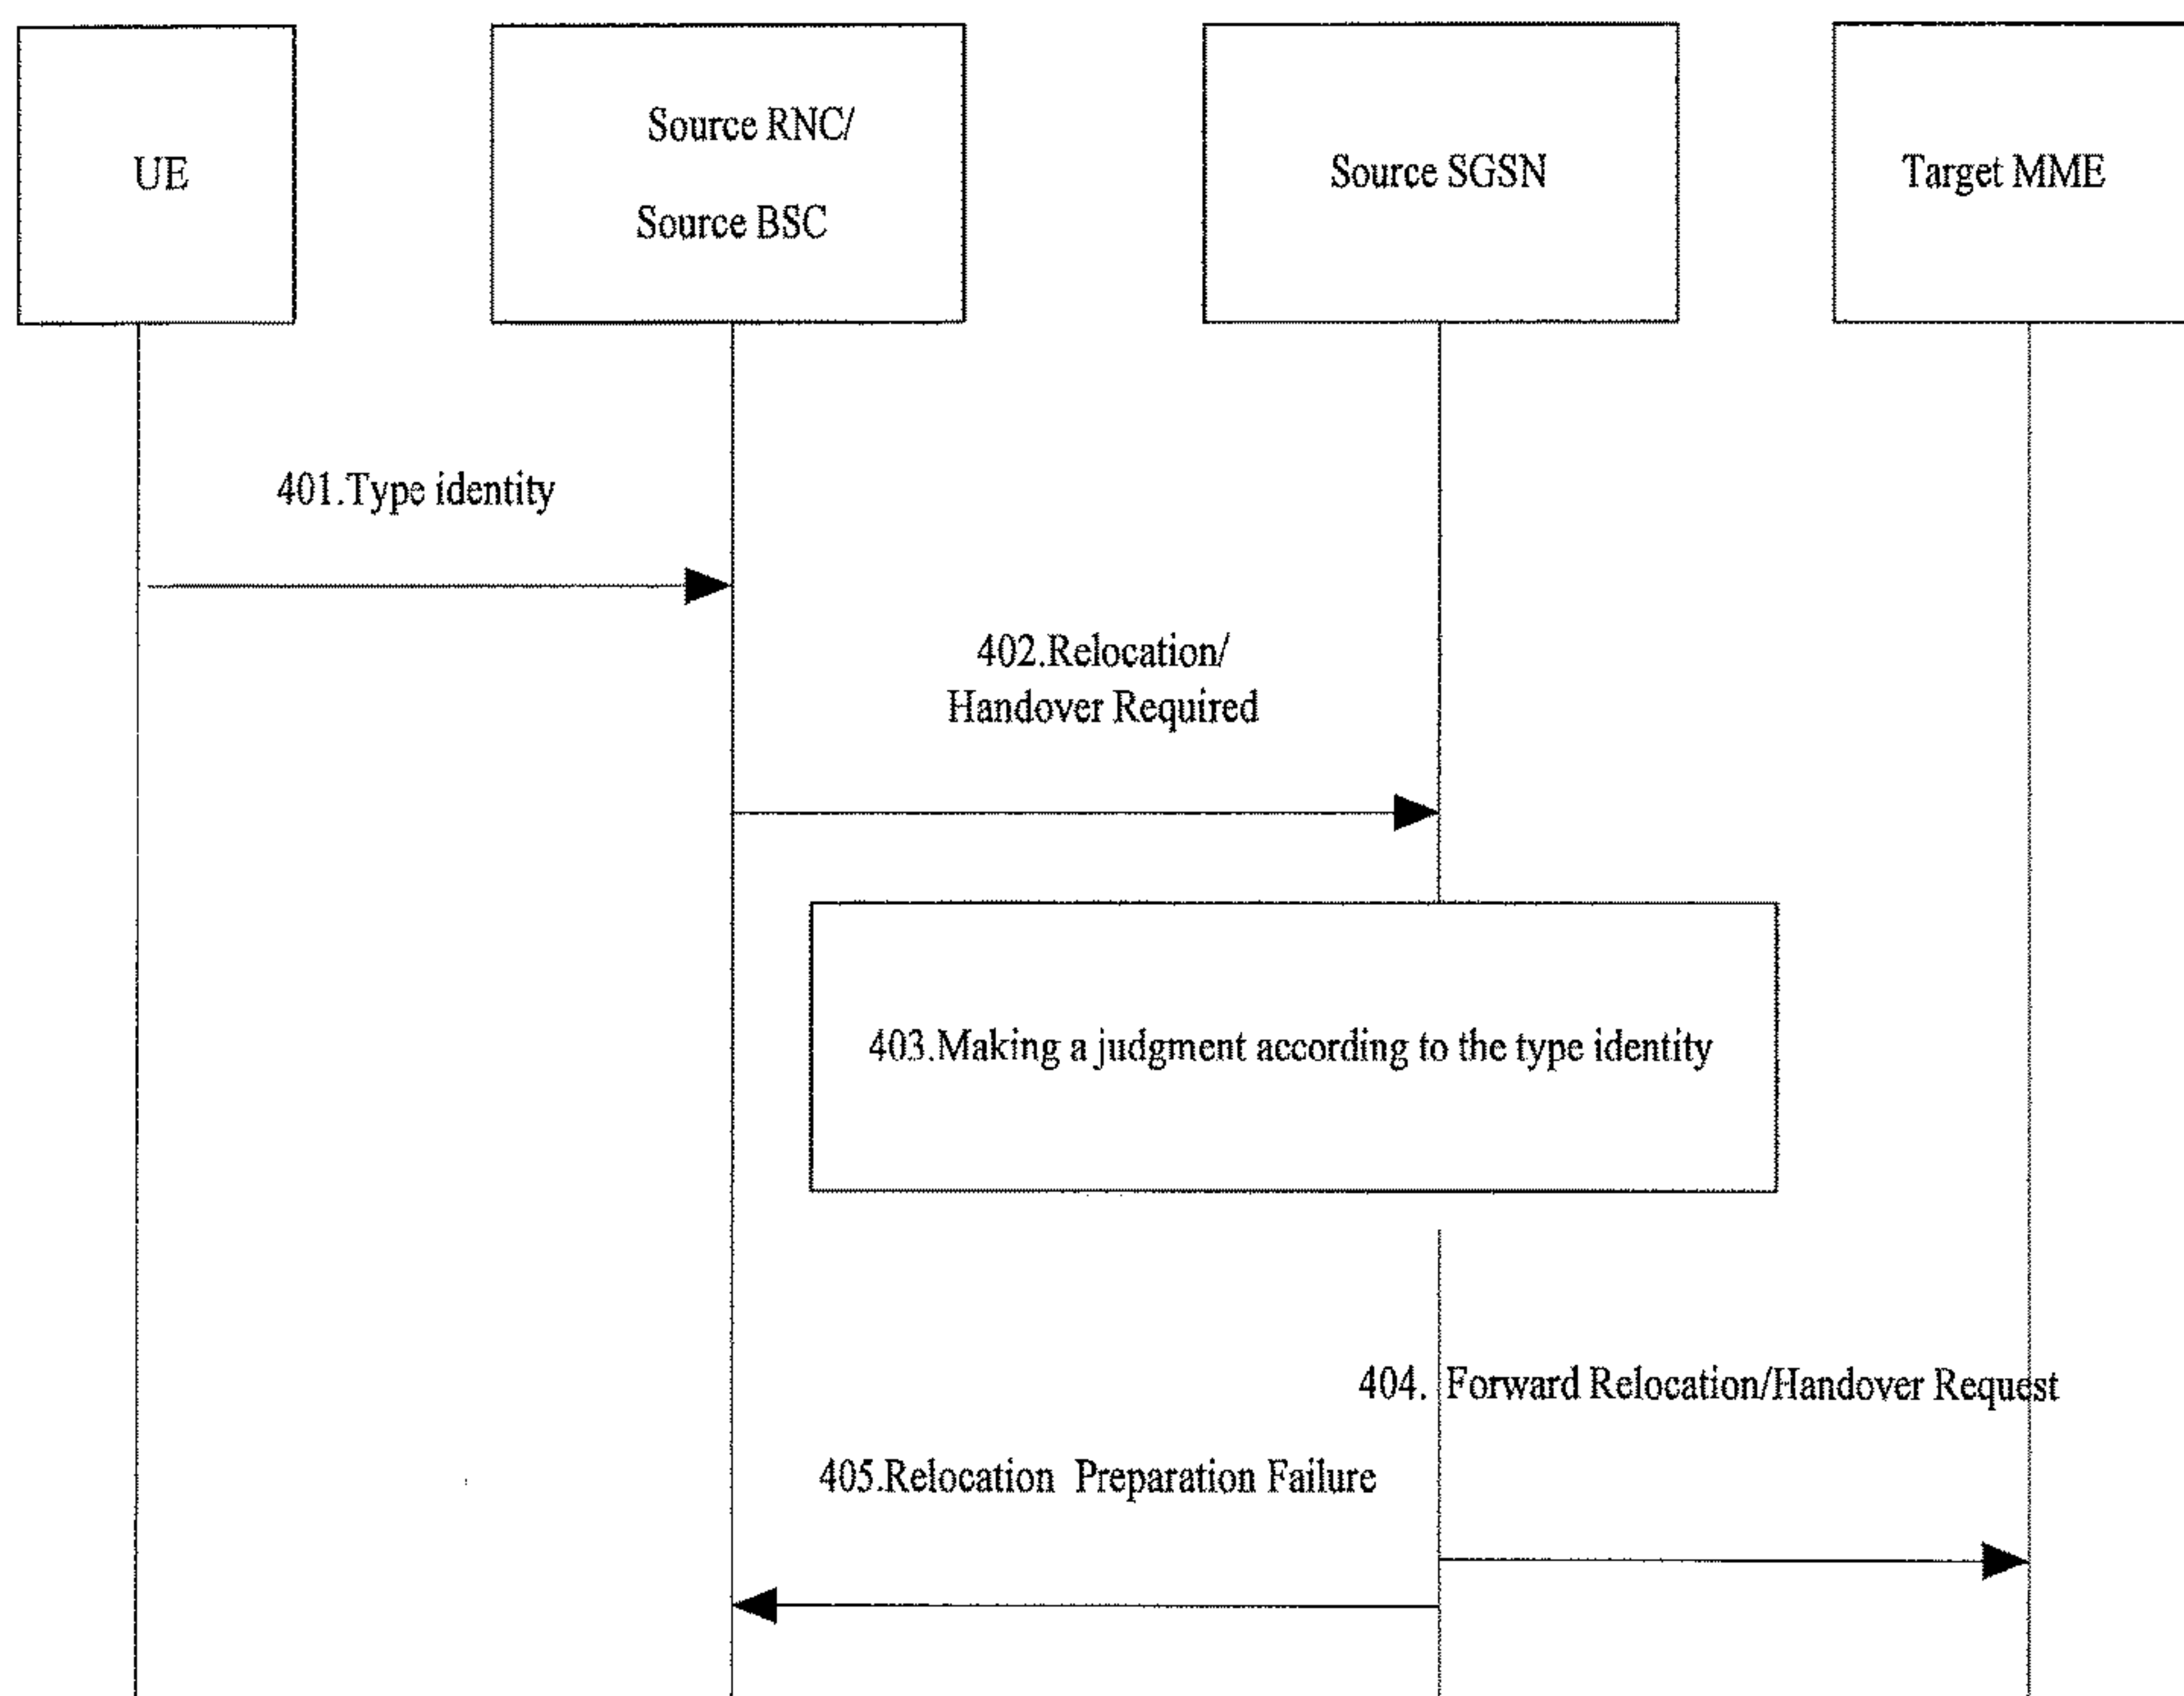 UE
Source RNC/
Source BSC
Source SGSN
Target MME
401.Type identity
402.Relocation/
Handover Required
403.Making a judgment according to the type identity
404. Forward Relocation/Handover Request
405.Relocation Preparation Failure